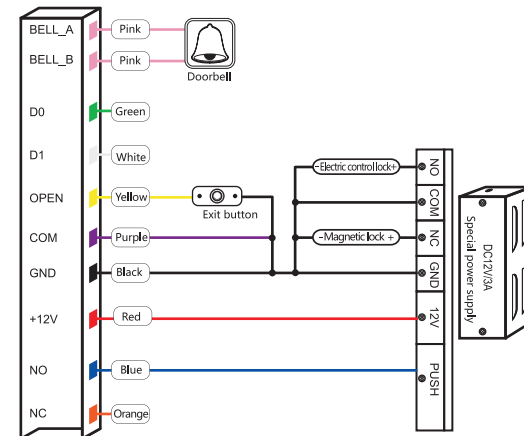 BELL_A Pink
BELL_B Pink
Doorbell
D0 Green
D1 White
OPEN Yellow
Exit button
COM Purple
GND Black
+12V Red
NO Blue
NC Orange
-Electric control lock+
-Magnetic lock +
NO
COM
NC
GND
12V
PUSH
DC12V/3A
Special power supply